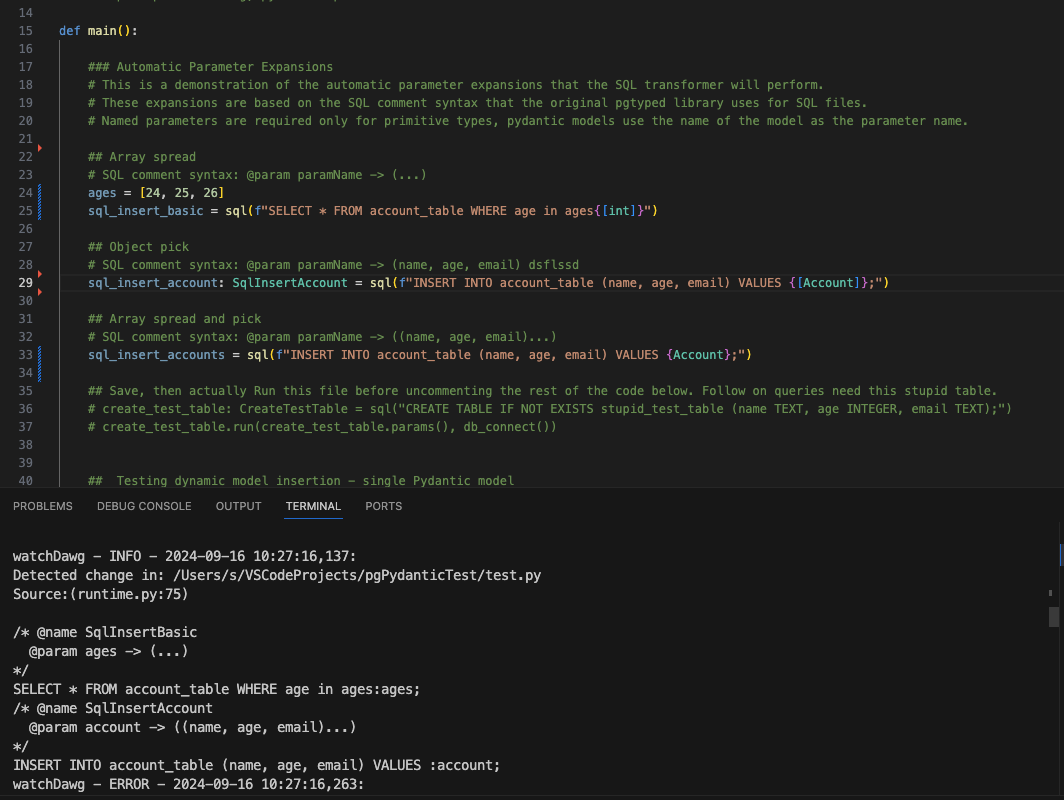 14
15 def main():
16
17 ### Automatic Parameter Expansions
18 # This is a demonstration of the automatic parameter expansions that the SQL transformer will perform.
19 # These expansions are based on the SQL comment syntax that the original pgtyped library uses for SQL files.
20 # Named parameters are required only for primitive types, pydantic models use the name of the model as the parameter name.
21
22 ## Array spread
23 # SQL comment syntax: @param paramName -> (...)
24 ages = [24, 25, 26]
25 sql_insert_basic = sql(f"SELECT * FROM account_table WHERE age in ages{[int]}")
26
27 ## Object pick
28 # SQL comment syntax: @param paramName -> (name, age, email) dsflssd
29 sql_insert_account: SqlInsertAccount = sql(f"INSERT INTO account_table (name, age, email) VALUES {[Account]};")
30
31 ## Array spread and pick
32 # SQL comment syntax: @param paramName -> ((name, age, email)...)
33 sql_insert_accounts = sql(f"INSERT INTO account_table (name, age, email) VALUES {Account};")
34
35 ## Save, then actually Run this file before uncommenting the rest of the code below. Follow on queries need this stupid table.
36 # create_test_table: CreateTestTable = sql("CREATE TABLE IF NOT EXISTS stupid_test_table (name TEXT, age INTEGER, email TEXT);")
37 # create_test_table.run(create_test_table.params(), db_connect())
38
39
40 ##  Testing dynamic model insertion - single Pydantic model
PROBLEMS DEBUG CONSOLE OUTPUT TERMINAL PORTS
watchDawg - INFO - 2024-09-16 10:27:16,137:
Detected change in: /Users/s/VSCodeProjects/pgPydanticTest/test.py
Source:(runtime.py:75)
/* @name SqlInsertBasic
@param ages -> (...)
*/
SELECT * FROM account_table WHERE age in ages:ages;
/* @name SqlInsertAccount
@param account -> ((name, age, email)...)
*/
INSERT INTO account_table (name, age, email) VALUES :account;
watchDawg - ERROR - 2024-09-16 10:27:16,263: